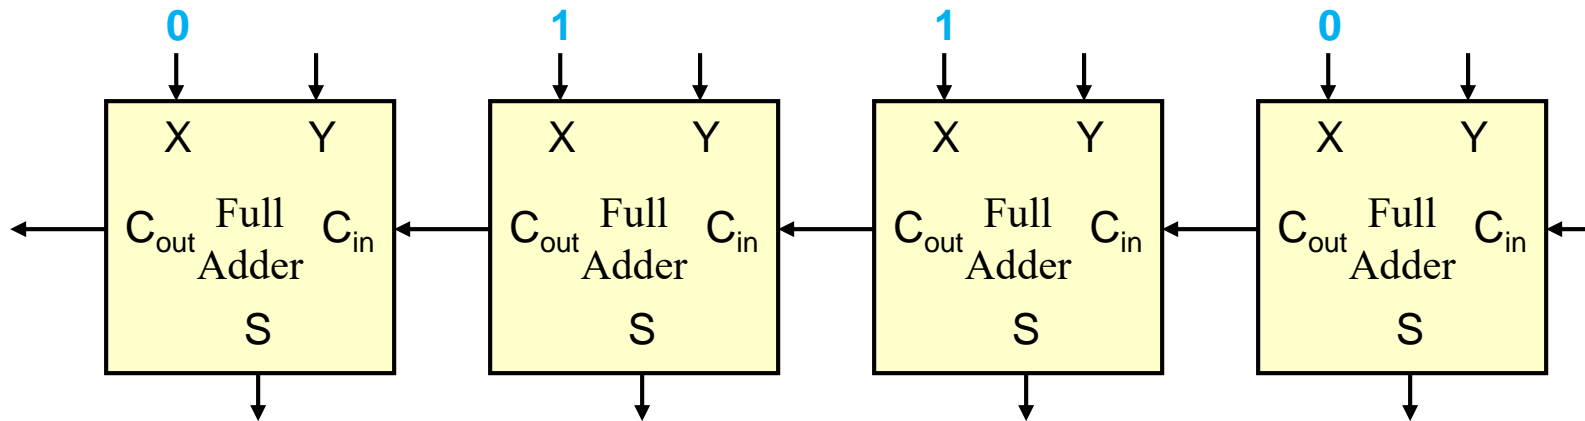 0 1 1 0
X Y X Y X Y X Y
Cout Full Cin Cout Full Cin Cout Full Cin Cout Full Cin
Adder Adder Adder Adder
S S S S